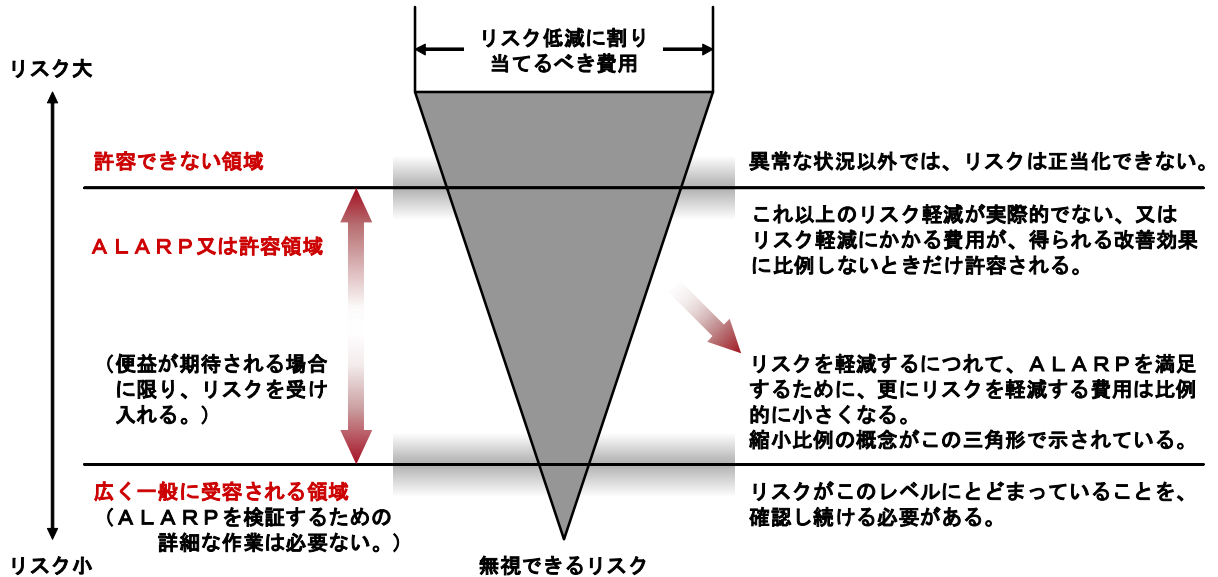 リスク低減に割り
当てるべき費用
リスク大
許容できない領域
異常な状況以外では、リスクは正当化できない。
ＡＬＡＲＰ又は許容領域
これ以上のリスク軽減が実際的でない、又は
リスク軽減にかかる費用が、得られる改善効果
に比例しないときだけ許容される。
（便益が期待される場合
に限り、リスクを受け
入れる。）
リスクを軽減するにつれて、ＡＬＡＲＰを満足
するために、更にリスクを軽減する費用は比例
的に小さくなる。
縮小比例の概念がこの三角形で示されている。
広く一般に受容される領域
（ＡＬＡＲＰを検証するための
詳細な作業は必要ない。）
リスクがこのレベルにとどまっていることを、
確認し続ける必要がある。
リスク小
無視できるリスク